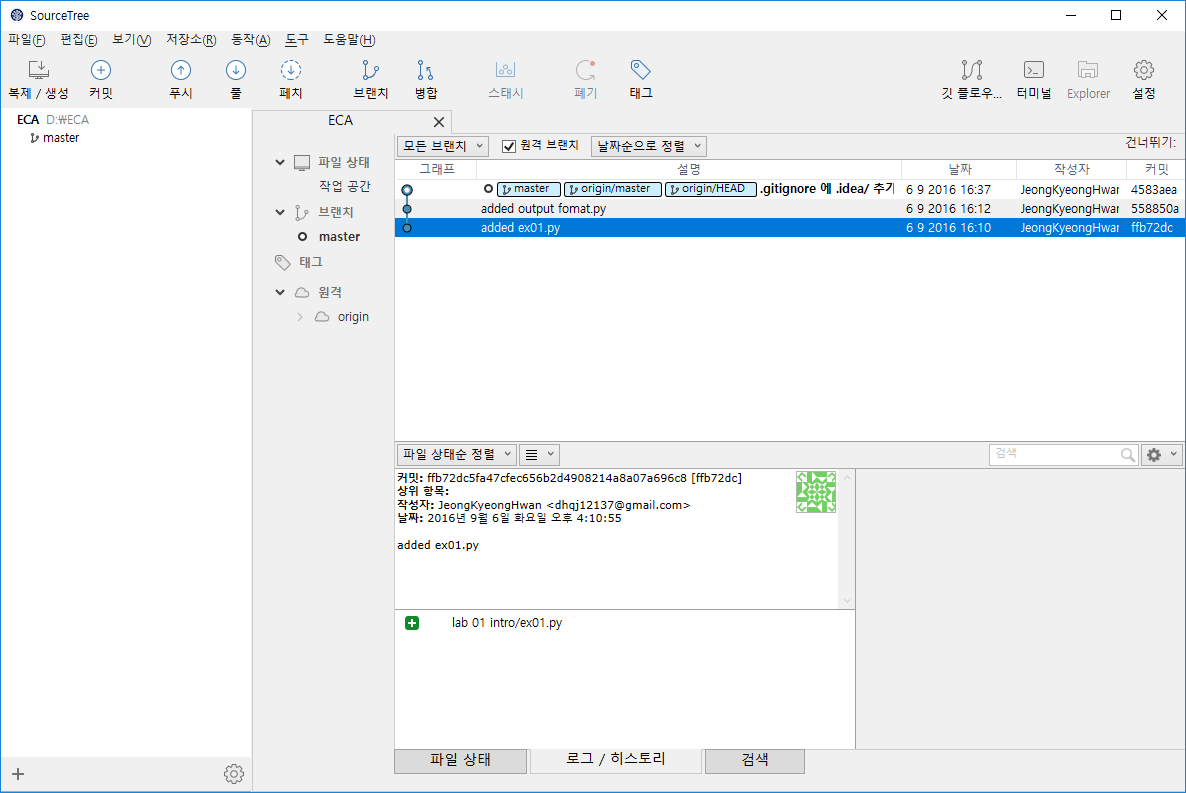 SourceTree
파일(F) 편집(E) 보기(V) 저장소(R) 동작(A) 도구 도움말(H)
복제 / 생성 커밋 푸시 풀 페치 브랜치 병합 스태시 폐기 태그 깃 플로우... 터미널 Explorer 설정
ECA D:\ECA
master
ECA
파일 상태
작업 공간
브랜치
master
태그
원격
origin
모든 브랜치 원격 브랜치 날짜순으로 정렬 건너뛰기:
그래프 설명 날짜 작성자 커밋
master origin/master origin/HEAD .gitignore 에 .idea/ 추가 6 9 2016 16:37 JeongKyeongHwan 4583aea
added output fomat.py 6 9 2016 16:12 JeongKyeongHwan 558850a
added ex01.py 6 9 2016 16:10 JeongKyeongHwan ffb72dc
파일 상태순 정렬 검색
커밋: ffb72dc5fa47cfec656b2d4908214a8a07a696c8 [ffb72dc]
상위 항목:
작성자: JeongKyeongHwan <dhqj12137@gmail.com>
날짜: 2016년 9월 6일 화요일 오후 4:10:55
added ex01.py
lab 01 intro/ex01.py
파일 상태 로그 / 히스토리 검색